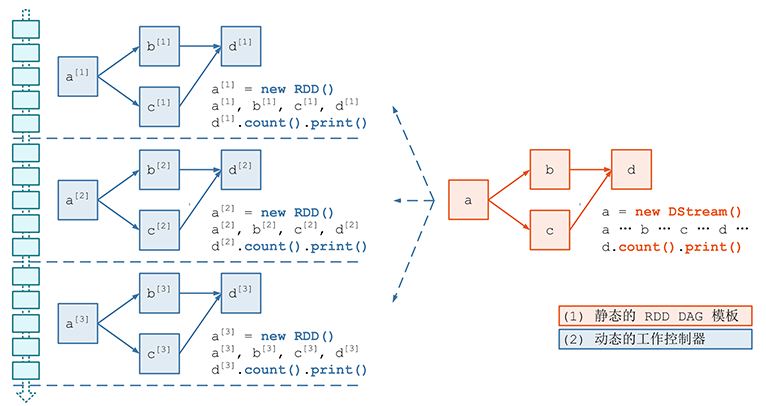 b[1]
d[1]
a[1]
c[1]
a[1] = new RDD()
a[1], b[1], c[1], d[1]
d[1].count().print()
b[2]
d[2]
a[2]
c[2]
a[2] = new RDD()
a[2], b[2], c[2], d[2]
d[2].count().print()
b[3]
d[3]
a[3]
c[3]
a[3] = new RDD()
a[3], b[3], c[3], d[3]
d[3].count().print()
b
d
a
c
a = new DStream()
a … b … c … d …
d.count().print()
(1) 静态的 RDD DAG 模板
(2) 动态的工作控制器